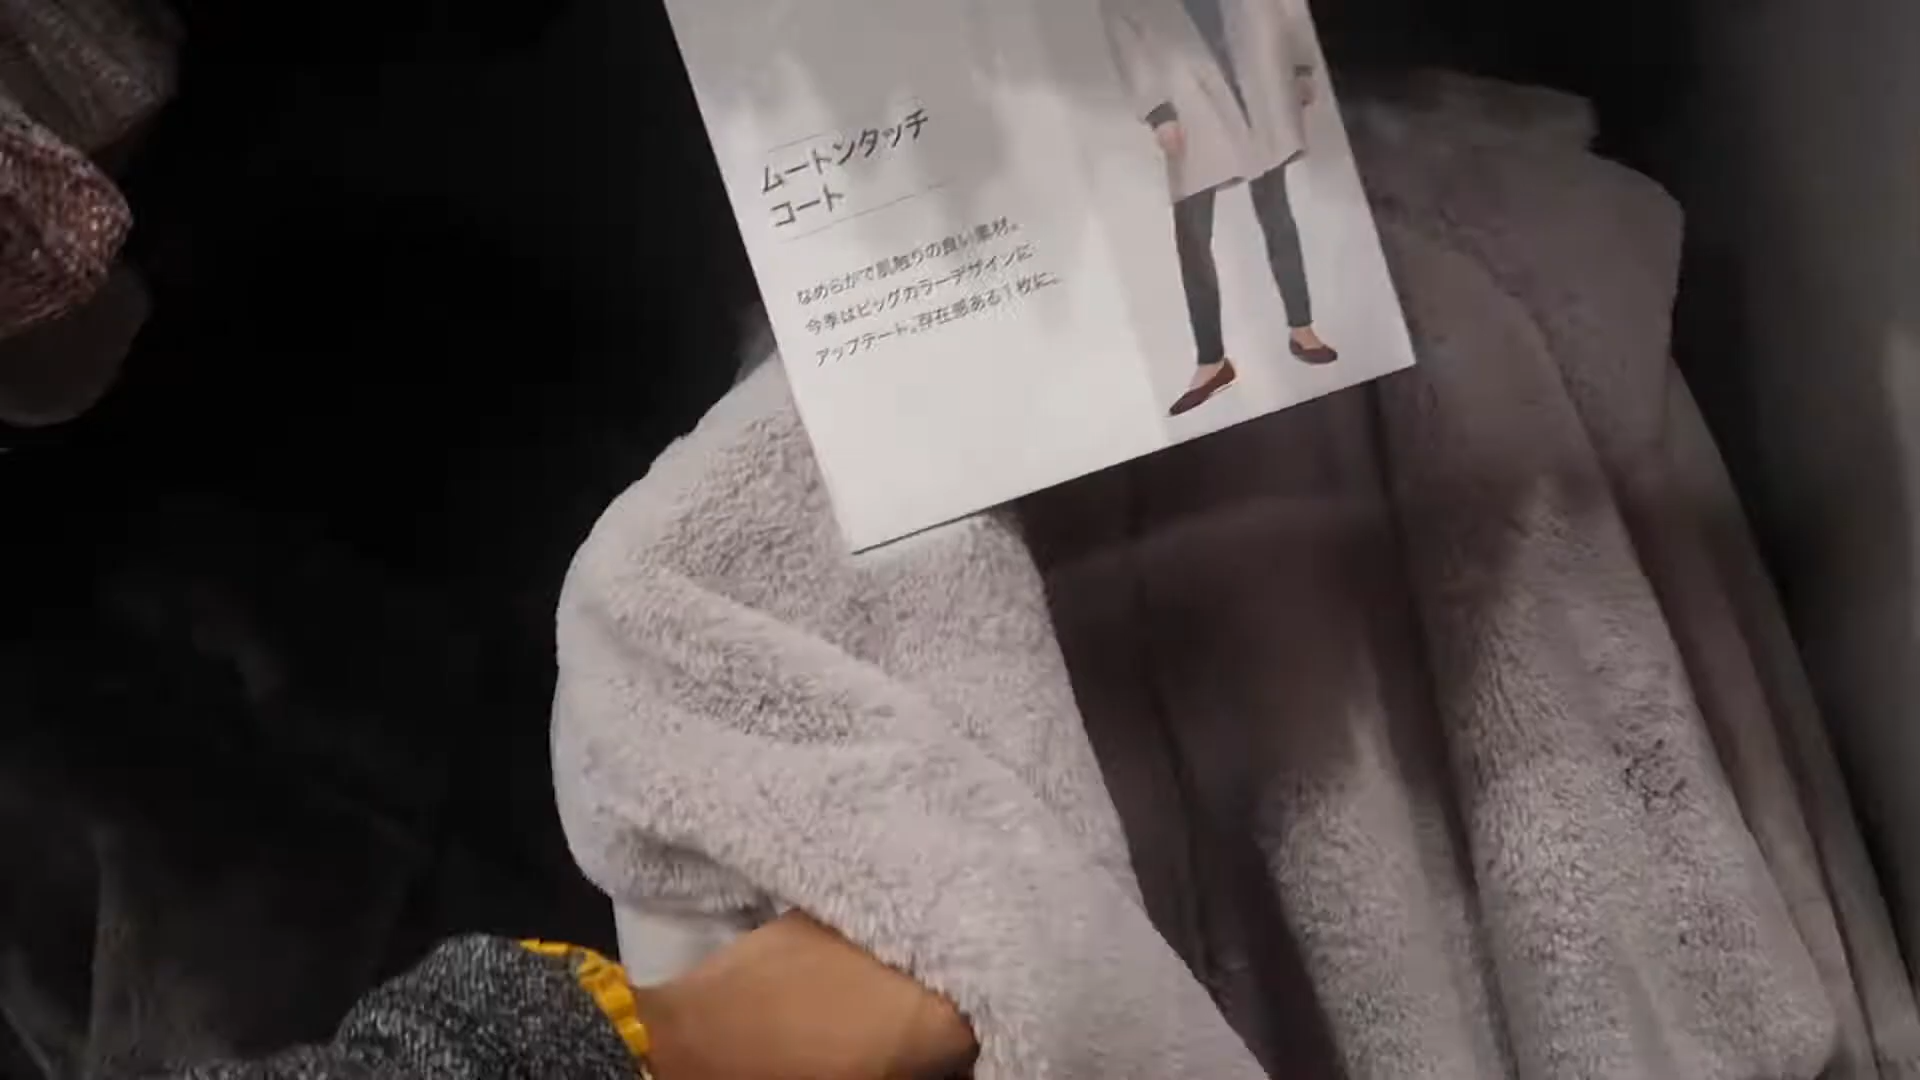 ムートンタッチ
コート
なめらかで肌触りの良い素材。
今季はビッグカラーデザインに
アップデート。存在感ある1枚に。